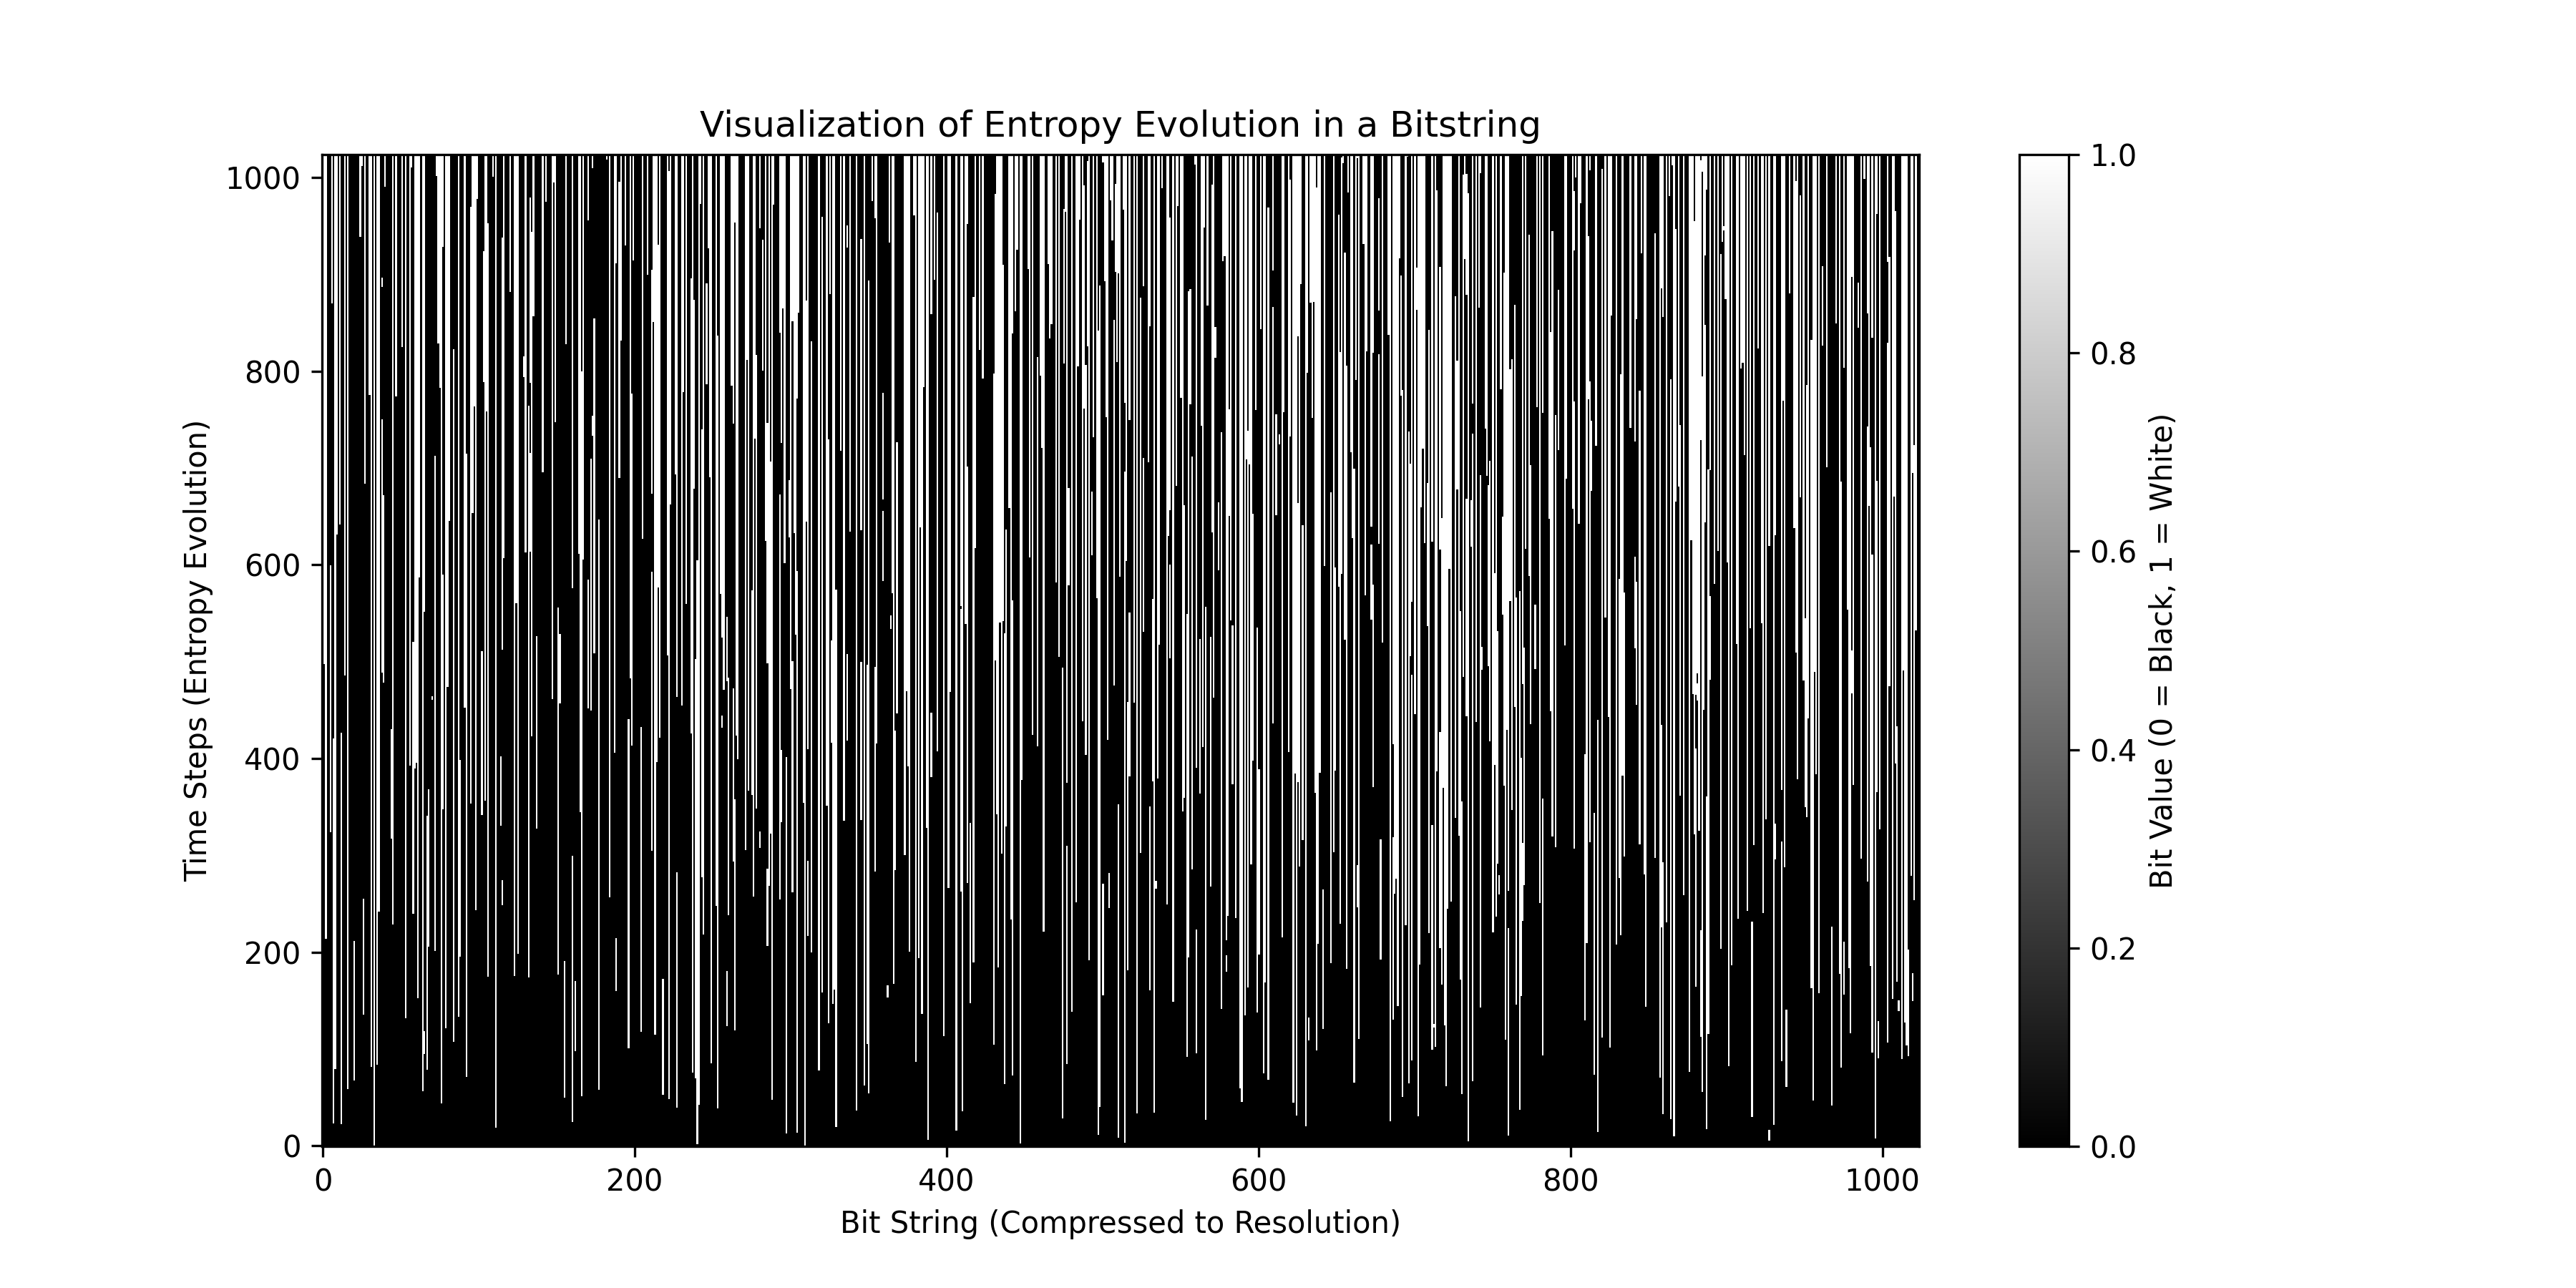 Visualization of Entropy Evolution in a Bitstring
1000
800
600
400
200
0
Time Steps (Entropy Evolution)
0 200 400 600 800 1000
Bit String (Compressed to Resolution)
1.0
0.8
0.6
0.4
0.2
0.0
Bit Value (0 = Black, 1 = White)